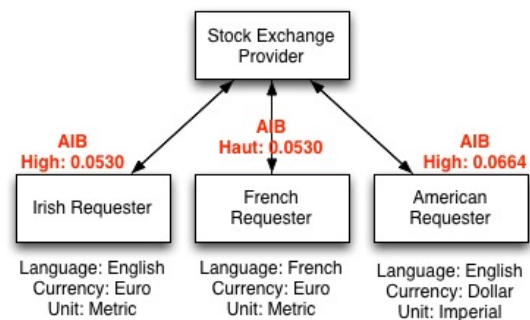 Stock Exchange
Provider
AIB
High: 0.0530
AIB
Haut: 0.0530
AIB
High: 0.0664
Irish Requester
French
Requester
American
Requester
Language: English
Currency: Euro
Unit: Metric
Language: French
Currency: Euro
Unit: Metric
Language: English
Currency: Dollar
Unit: Imperial